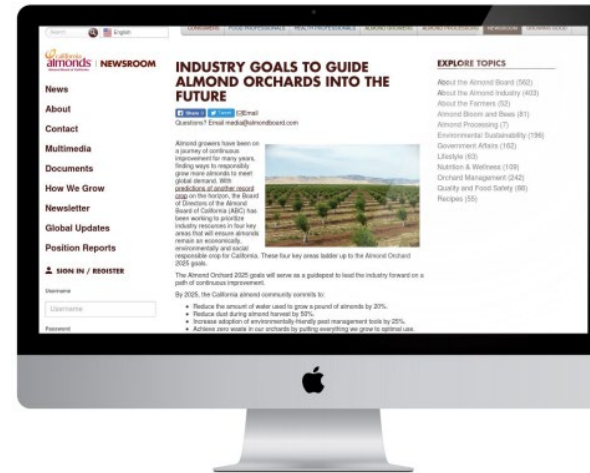 Search
English
CONSUMERS
FOOD PROFESSIONALS
HEALTH PROFESSIONALS
ALMOND GROWERS
ALMOND PROCESSING
NEWSROOM
GROWING GOOD
california
almonds
Almond Board of California
NEWSROOM
News
About
Contact
Multimedia
Documents
How We Grow
Newsletter
Global Updates
Position Reports
SIGN IN / REGISTER
Username
Username
Password
INDUSTRY GOALS TO GUIDE
ALMOND ORCHARDS INTO THE
FUTURE
Share 0 Tweet Email
Questions? Email media@almondboard.com
Almond growers have been on
a journey of continuous
improvement for many years,
finding ways to responsibly
grow more almonds to meet
global demand. With
predictions of another record
crop on the horizon, the Board
of Directors of the Almond
Board of California (ABC) has
been working to prioritize
industry resources in four key
areas that will ensure almonds
remain an economically,
environmentally and social
responsible crop for California. These four key areas ladder up to the Almond Orchard
2025 goals.
The Almond Orchard 2025 goals will serve as a guidepost to lead the industry forward on a
path of continuous improvement.
By 2025, the California almond community commits to:
• Reduce the amount of water used to grow a pound of almonds by 20%.
• Reduce dust during almond harvest by 50%.
• Increase adoption of environmentally-friendly pest management tools by 25%.
• Achieve zero waste in our orchards by putting everything we grow to optimal use.
EXPLORE TOPICS
About the Almond Board (562)
About the Almond Industry (403)
About the Farmers (52)
Almond Bloom and Bees (81)
Almond Processing (7)
Environmental Sustainability (196)
Government Affairs (162)
Lifestyle (63)
Nutrition & Wellness (109)
Orchard Management (242)
Quality and Food Safety (86)
Recipes (55)